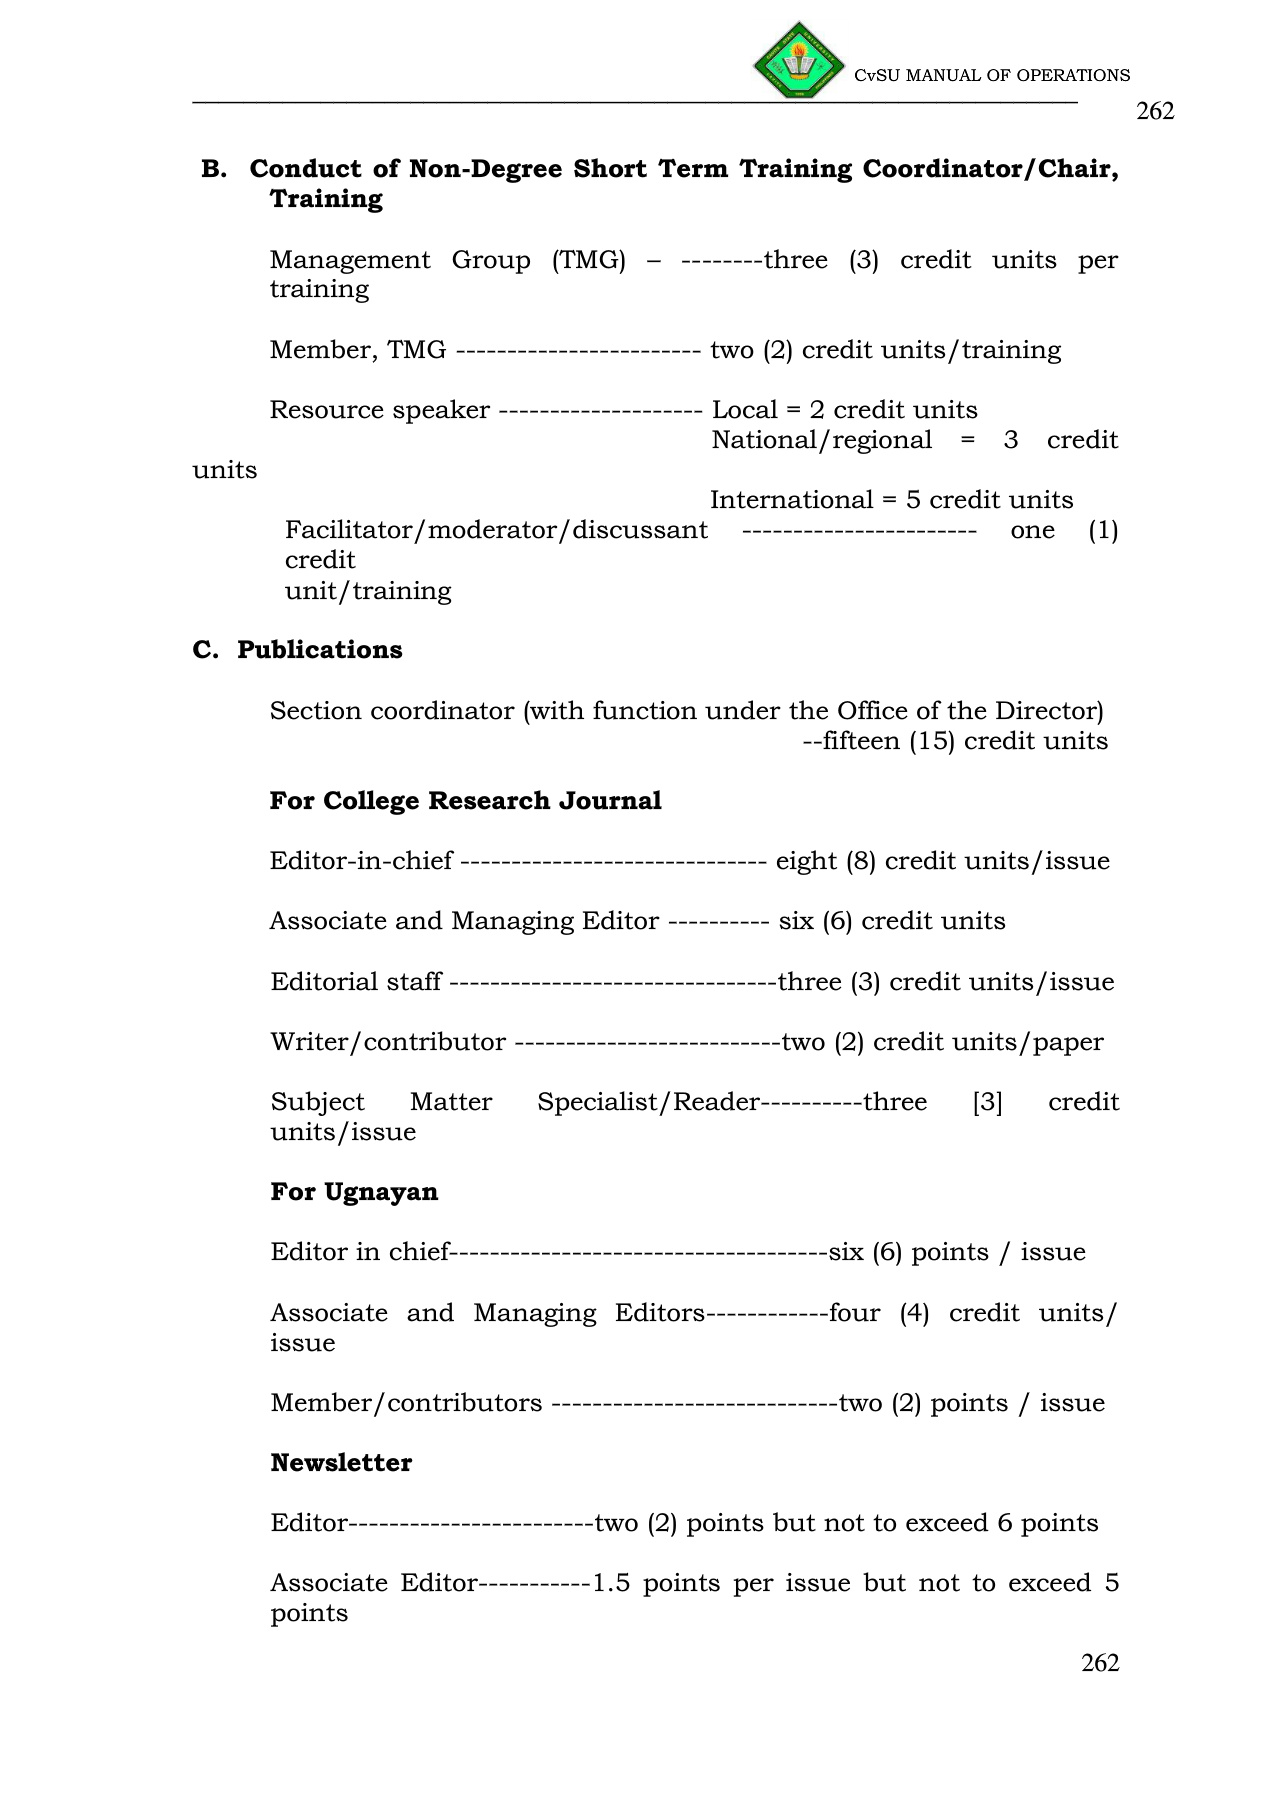 CvSU MANUAL OF OPERATIONS
262
B. Conduct of Non-Degree Short Term Training Coordinator/Chair,
Training
Management Group (TMG) – --------three (3) credit units per
training
Member, TMG ------------------------ two (2) credit units/training
Resource speaker -------------------- Local = 2 credit units
National/regional = 3 credit
units
International = 5 credit units
Facilitator/moderator/discussant ----------------------- one (1)
credit
unit/training
C. Publications
Section coordinator (with function under the Office of the Director)
--fifteen (15) credit units
For College Research Journal
Editor-in-chief ------------------------------ eight (8) credit units/issue
Associate and Managing Editor ---------- six (6) credit units
Editorial staff --------------------------------three (3) credit units/issue
Writer/contributor --------------------------two (2) credit units/paper
Subject Matter Specialist/Reader----------three [3] credit
units/issue
For Ugnayan
Editor in chief-------------------------------------six (6) points / issue
Associate and Managing Editors------------four (4) credit units/
issue
Member/contributors ----------------------------two (2) points / issue
Newsletter
Editor------------------------two (2) points but not to exceed 6 points
Associate Editor-----------1.5 points per issue but not to exceed 5
points
262